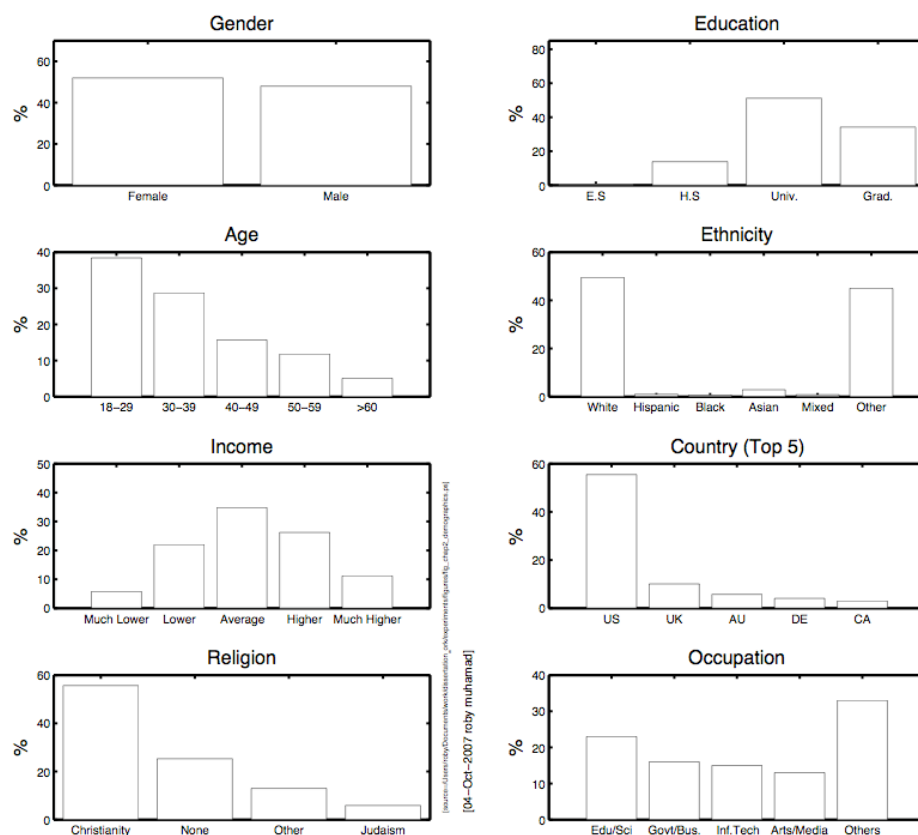 Gender
%
60
40
20
0
Female Male
Education
%
80
60
40
20
0
E.S H.S Univ. Grad.
Age
%
40
30
20
10
0
18-29 30-39 40-49 50-59 >60
Ethnicity
%
60
40
20
0
White Hispanic Black Asian Mixed Other
Income
%
50
40
30
20
10
0
Much Lower Lower Average Higher Much Higher
Country (Top 5)
%
60
40
20
0
US UK AU DE CA
Religion
%
60
40
20
0
Christianity None Other Judaism
[04-Oct-2007 roby muhamad]
Occupation
%
40
30
20
10
0
Edu/Sci Govt/Bus. Inf.Tech Arts/Media Others